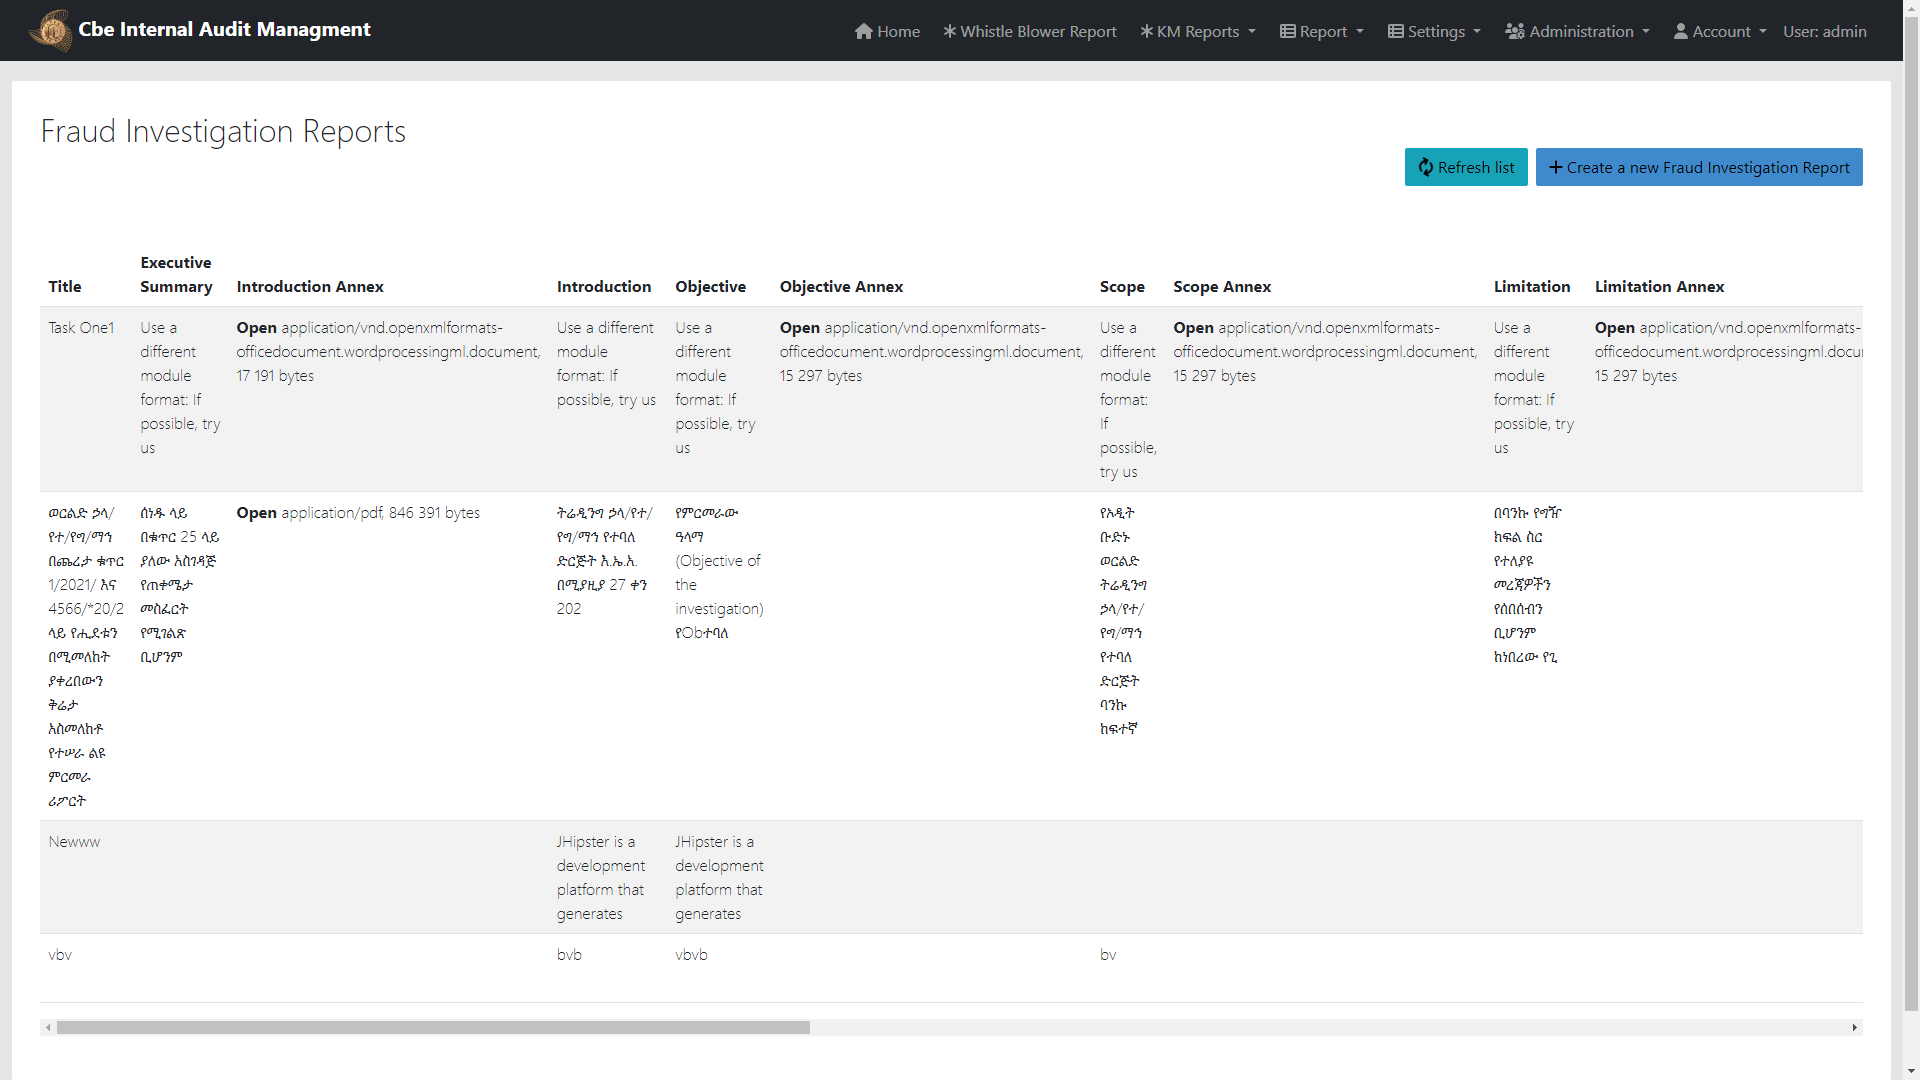 Cbe Internal Audit Managment
Home
Whistle Blower Report
KM Reports
Report
Settings
Administration
Account
User: admin
Fraud Investigation Reports
Refresh list
Create a new Fraud Investigation Report
Title
Executive
Summary
Introduction Annex
Introduction
Objective
Objective Annex
Scope
Scope Annex
Limitation
Limitation Annex
Task One1
Use a
different
module
format: If
possible, try
us
Open application/vnd.openxmlformats-
officedocument.wordprocessingml.document,
17 191 bytes
Use a different
module
format: If
possible, try us
Use a
different
module
format: If
possible, try
us
Open application/vnd.openxmlformats-
officedocument.wordprocessingml.document,
15 297 bytes
Use a
different
module
format:
If
possible,
try us
Open application/vnd.openxmlformats-
officedocument.wordprocessingml.document,
15 297 bytes
Use a
different
module
format: If
possible, try
us
Open application/vnd.openxmlformats-
officedocument.wordprocessingml.docu
15 297 bytes
ወርልድ ኃላ/
የተ/የግ/ማኅ
በጨረታ ቁጥር
1/2021/ እና
4566/*20/2
ላይ የሒደቱን
በሚመለከት
ያቀረበውን
ቅሬታ
አስመለከቶ
የተሠራ ልዩ
ምርመራ
ሪፖርት
ሰነዱ ላይ
በቁጥር 25 ላይ
ያለው አስገዳጅ
የጠቀሜታ
መስፈርት
የሚገልጽ
ቢሆንም
Open application/pdf, 846 391 bytes
ትሬዲንግ ኃላ/የተ/
የግ/ማኅ የተባለ
ድርጅት እ.ኤ.አ.
በሚያዚያ 27 ቀን
202
የምርመራው
ዓላማ
(Objective of
the
investigation)
የObተባለ
የኦዲት
ቡድኑ
ወርልድ
ትሬዲንግ
ኃላ/የተ/
የግ/ማኅ
የተባለ
ድርጅት
ባንኩ
ከፍተኛ
በባንኩ የግዥ
ክፍል ስር
የተለያዩ
መረጃዎችን
የሰበሰብን
ቢሆንም
ከነበረው የጊ
Newww
JHipster is a
development
platform that
generates
JHipster is a
development
platform that
generates
vbv
bvb
vbvb
bv